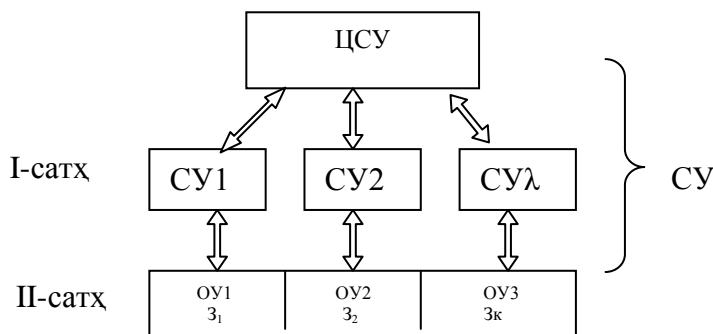 ЦСУ
I-сатҳ СУ1 СУ2 СУλ СУ
II-сатҳ ОУ1 ОУ2 ОУ3
З₁ З₂ Зк